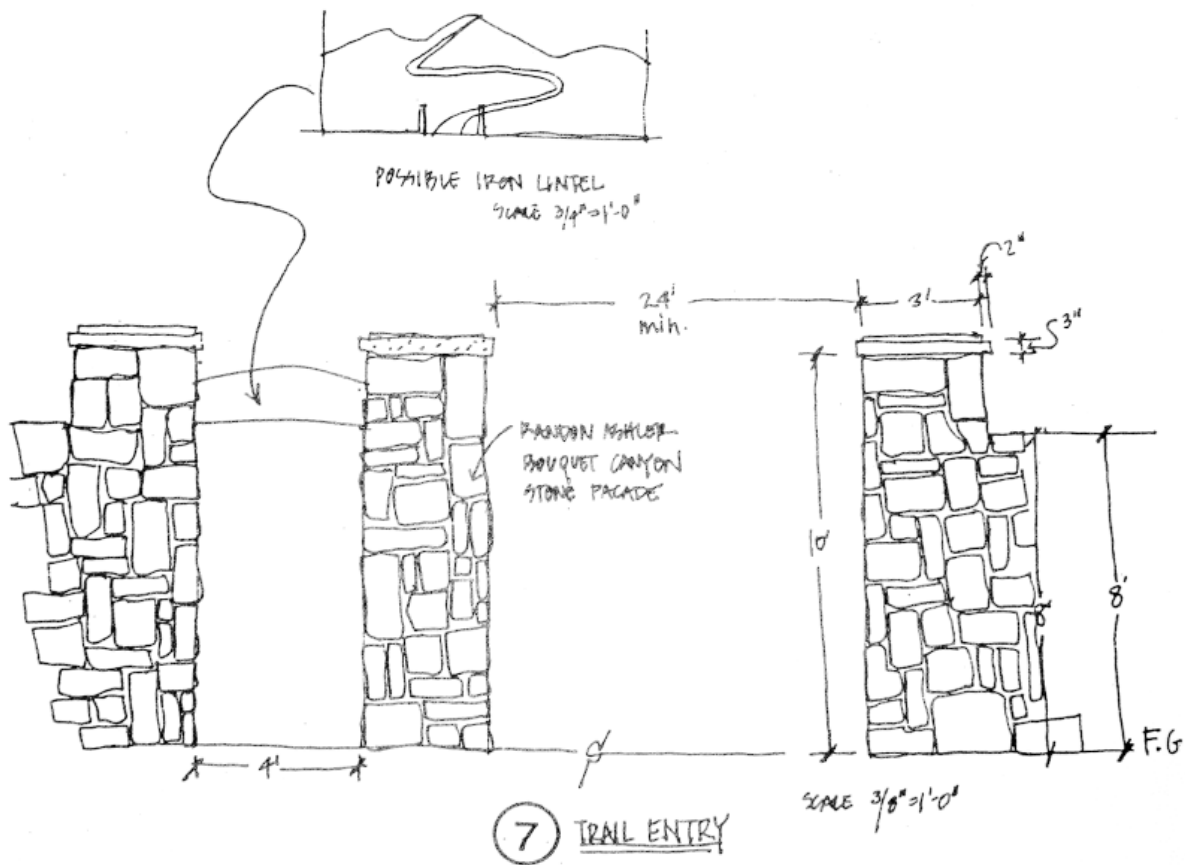 POSSIBLE IRON LINTEL
SCALE 3/4"=1'-0"
2"
24'
min.
3'
3"
RANDOM ASHLER
BOUQUET CANYON
STONE FACADE
10'
8'
8'
F.G
4'
SCALE 3/8"=1'-0"
7 TRAIL ENTRY